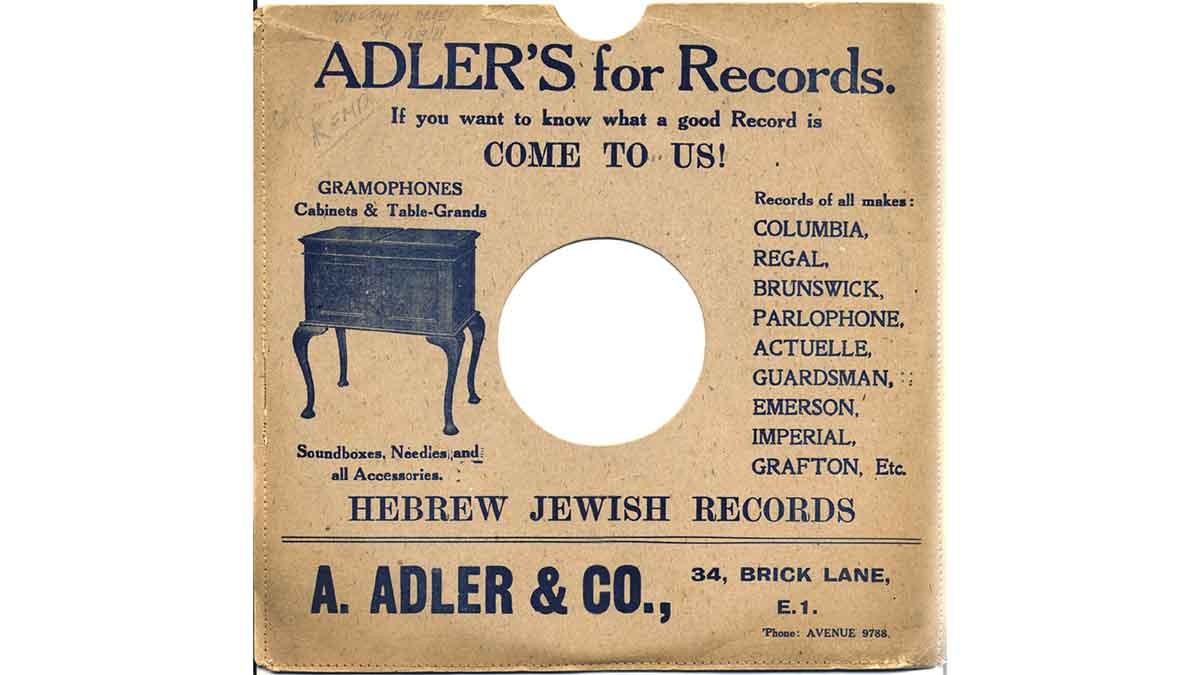 ADLER'S for Records.
If you want to know what a good Record is
COME TO US!
GRAMOPHONES
Cabinets & Table-Grands
Soundboxes, Needles, and
all Accessories.
Records of all makes:
COLUMBIA,
REGAL,
BRUNSWICK,
PARLOPHONE,
ACTUELLE,
GUARDSMAN,
EMERSON,
IMPERIAL,
GRAFTON, Etc.
HEBREW JEWISH RECORDS
A. ADLER & CO.,
34, BRICK LANE,
E.1.
'Phone: AVENUE 9788.